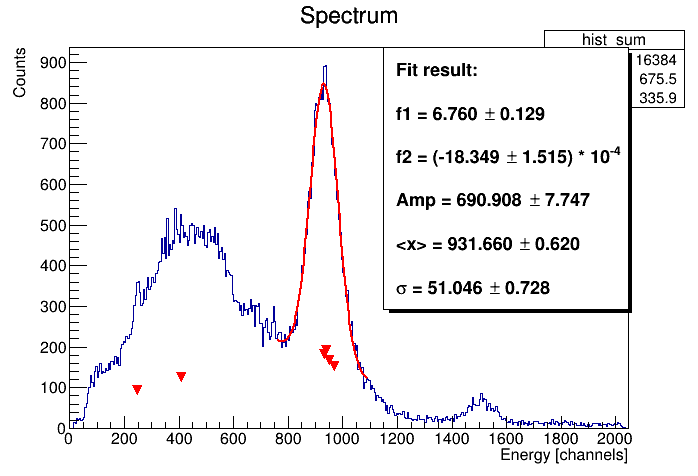 Spectrum
hist_sum
16384
675.5
335.9
Counts
Fit result:
f1 = 6.760 ± 0.129
f2 = (-18.349 ± 1.515) * 10^-4
Amp = 690.908 ± 7.747
<x> = 931.660 ± 0.620
σ = 51.046 ± 0.728
900
800
700
600
500
400
300
200
100
0
0 200 400 600 800 1000 1200 1400 1600 1800 2000
Energy [channels]